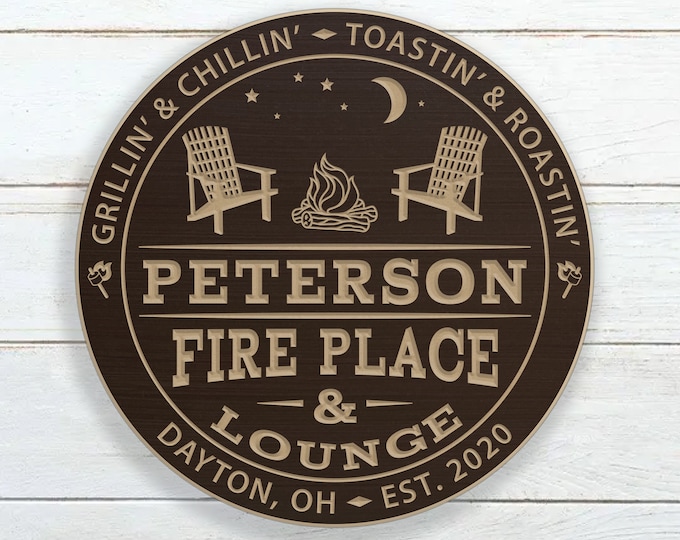 GRILLIN' & CHILLIN' ♦ TOASTIN' & ROASTIN'
PETERSON
FIRE PLACE
&
LOUNGE
DAYTON, OH ♦ EST. 2020